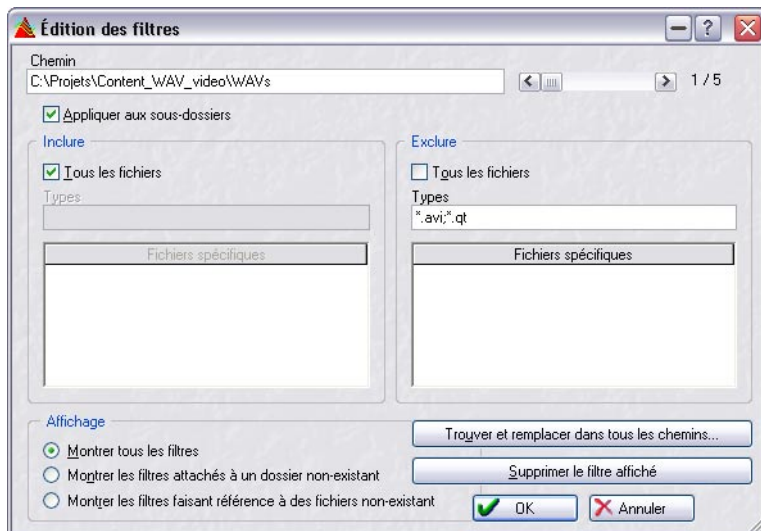 Édition des filtres
Chemin
C:\Projets\Content_WAV_video\WAVs
1 / 5
Appliquer aux sous-dossiers
Inclure
Tous les fichiers
Types
Fichiers spécifiques
Exclure
Tous les fichiers
Types
*.avi;*.qt
Fichiers spécifiques
Affichage
Montrer tous les filtres
Montrer les filtres attachés à un dossier non-existant
Montrer les filtres faisant référence à des fichiers non-existant
Trouver et remplacer dans tous les chemins...
Supprimer le filtre affiché
OK
Annuler